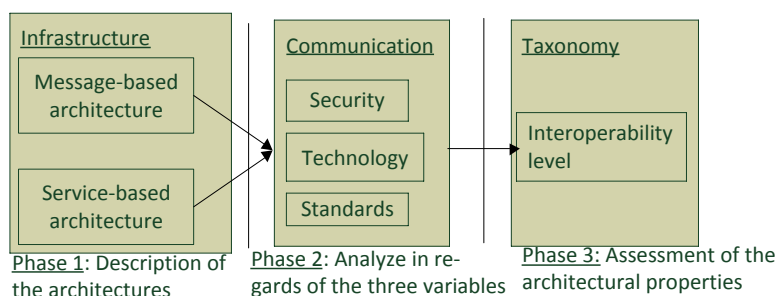 Infrastructure
Message-based
architecture
Service-based
architecture
Phase 1: Description of
the architectures
Communication
Security
Technology
Standards
Phase 2: Analyze in re-
gards of the three variables
Taxonomy
Interoperability
level
Phase 3: Assessment of the
architectural properties